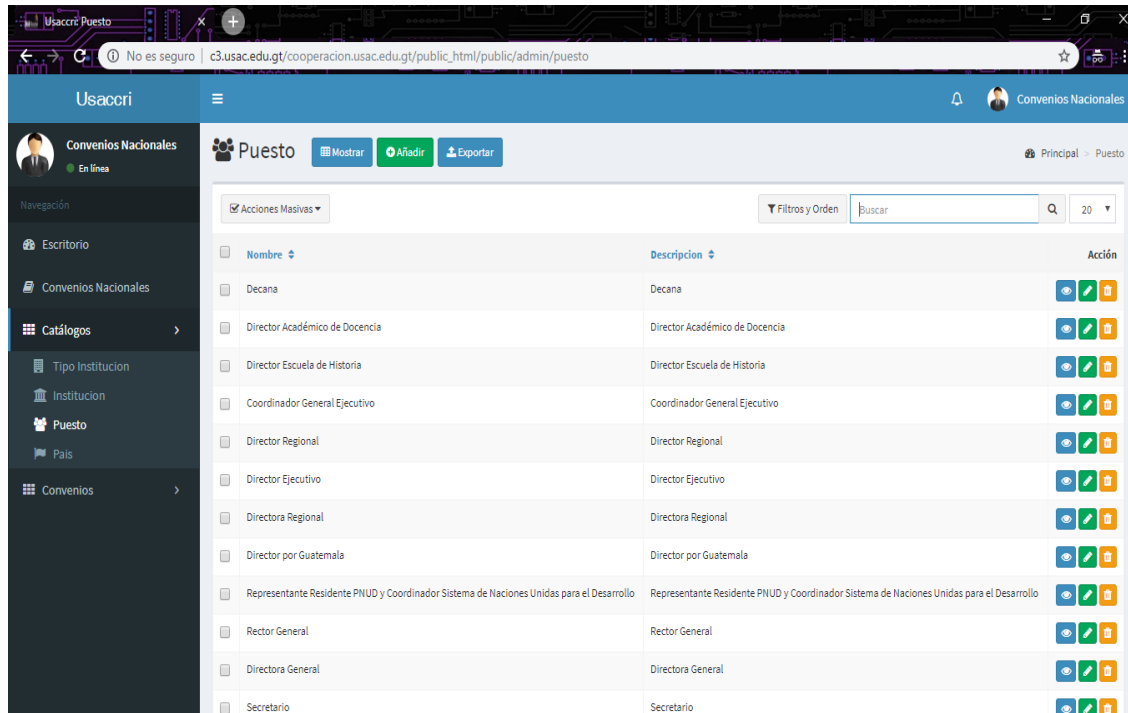 Usaccri: Puesto
No es seguro | c3.usac.edu.gt/cooperacion.usac.edu.gt/public_html/public/admin/puesto
Usaccri
Convenios Nacionales
Convenios Nacionales
En línea
Navegación
Escritorio
Convenios Nacionales
Catálogos
Tipo Institucion
Institucion
Puesto
Pais
Convenios
Puesto Mostrar Añadir Exportar
Principal > Puesto
Acciones Masivas
Filtros y Orden Buscar 20
Nombre Descripcion Acción
Decana Decana
Director Académico de Docencia Director Académico de Docencia
Director Escuela de Historia Director Escuela de Historia
Coordinador General Ejecutivo Coordinador General Ejecutivo
Director Regional Director Regional
Director Ejecutivo Director Ejecutivo
Directora Regional Directora Regional
Director por Guatemala Director por Guatemala
Representante Residente PNUD y Coordinador Sistema de Naciones Unidas para el Desarrollo Representante Residente PNUD y Coordinador Sistema de Naciones Unidas para el Desarrollo
Rector General Rector General
Directora General Directora General
Secretario Secretario